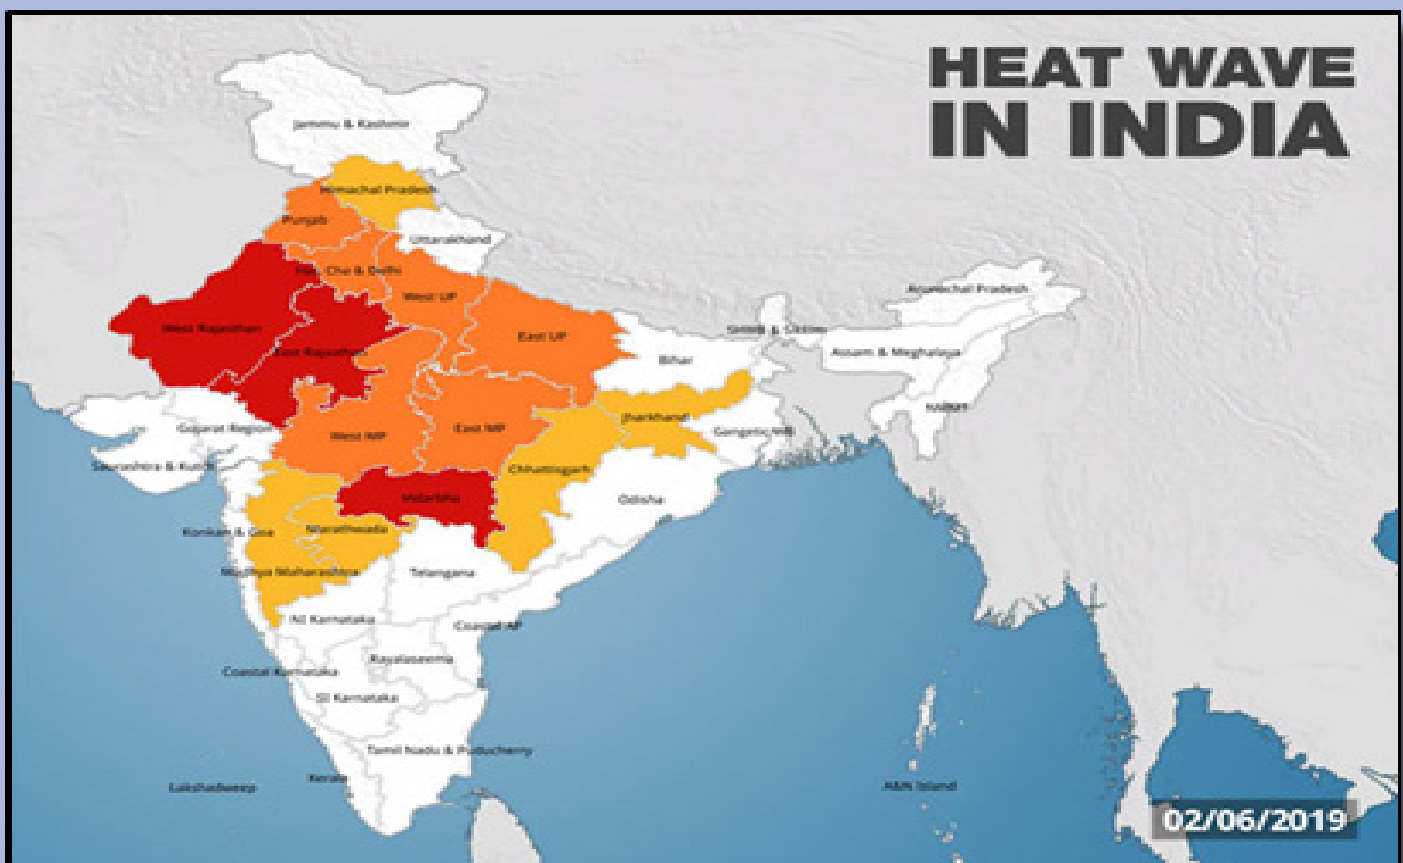 HEAT WAVE
IN INDIA
Jammu & Kashmir
Himachal Pradesh
Punjab
Uttarakhand
Har, Chd & Delhi
West UP
Arunachal Pradesh
West Rajasthan
East UP
East Rajasthan
Bihar
Assam & Meghalaya
Jharkhand
Gujarat Region
West MP
East MP
Gangetic WB
Saurashtra & Kutch
Chhattisgarh
Vidarbha
Odisha
Konkan & Goa
Marathwada
Madhya Maharashtra
Telangana
NI Karnataka
Coastal AP
Rayalaseema
Coastal Karnataka
SI Karnataka
Tamil Nadu & Puducherry
Kerala
Lakshadweep
A&N Island
02/06/2019